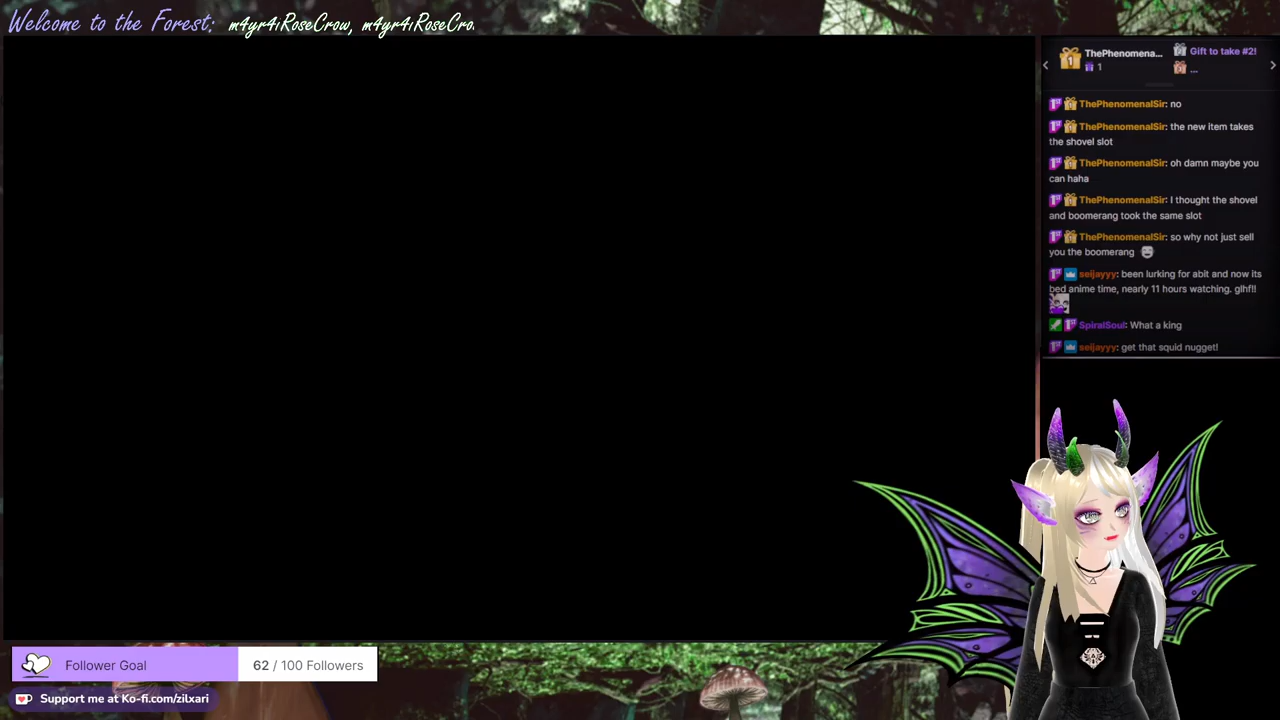 Welcome to the Forest: m4yr4iRoseCrow, m4yr4iRoseCro
ThePhenomena...
1
Gift to take #2!
...
ThePhenomenalSir: no
ThePhenomenalSir: the new item takes
the shovel slot
ThePhenomenalSir: oh damn maybe you
can haha
ThePhenomenalSir: I thought the shovel
and boomerang took the same slot
ThePhenomenalSir: so why not just sell
you the boomerang
seijayyy: been lurking for abit and now its
bed anime time, nearly 11 hours watching. glhf!!
SpiralSoul: What a king
seijayyy: get that squid nugget!
Follower Goal
62 / 100 Followers
Support me at Ko-fi.com/zilxari